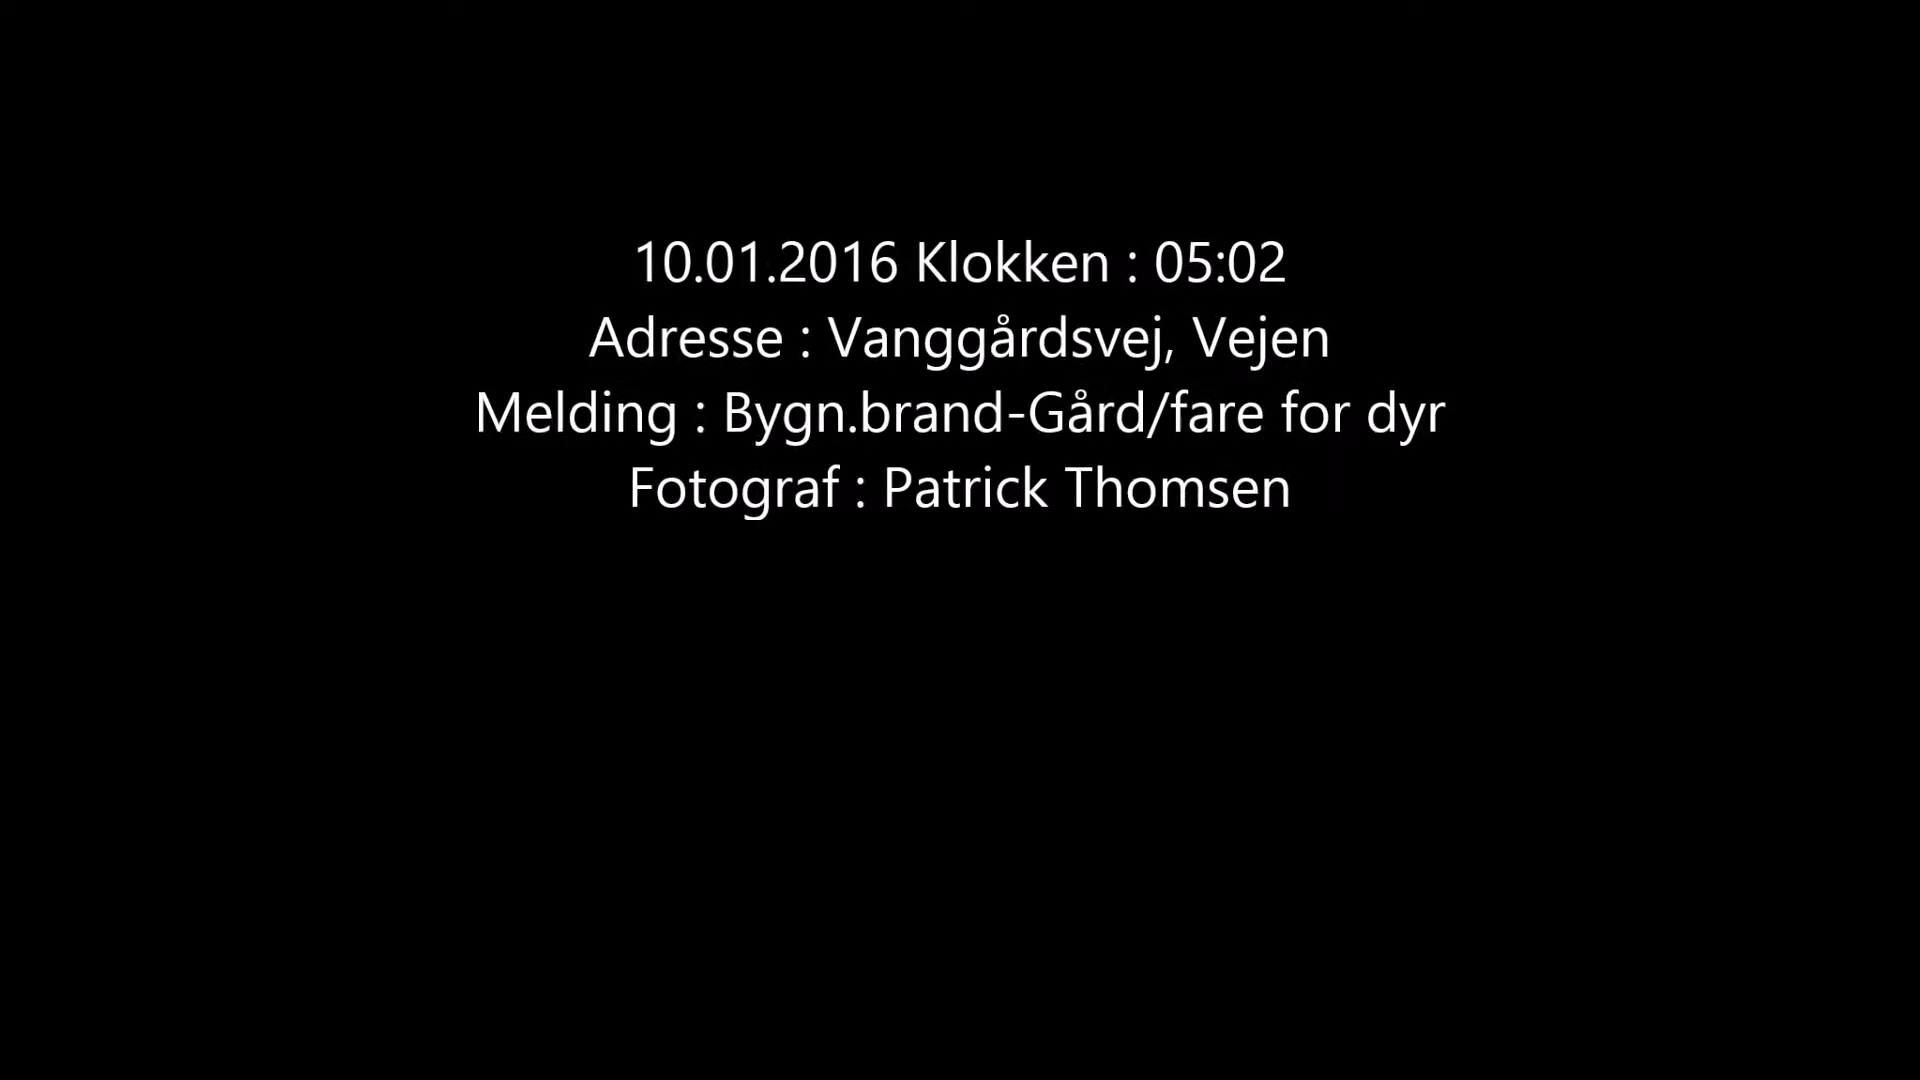 10.01.2016 Klokken : 05:02
Adresse : Vanggårdsvej, Vejen
Melding : Bygn.brand-Gård/fare for dyr
Fotograf : Patrick Thomsen